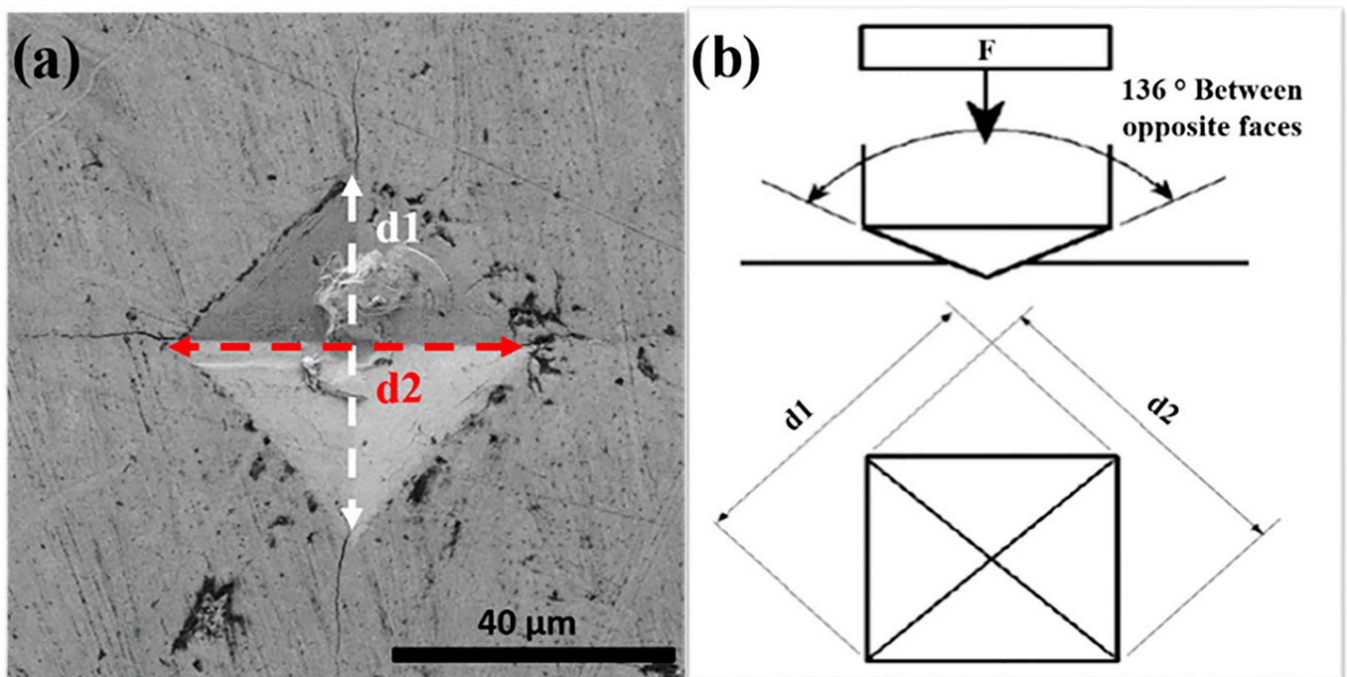 (a)
d1
d2
40 µm
(b)
F
136 ° Between
opposite faces
d1
d2